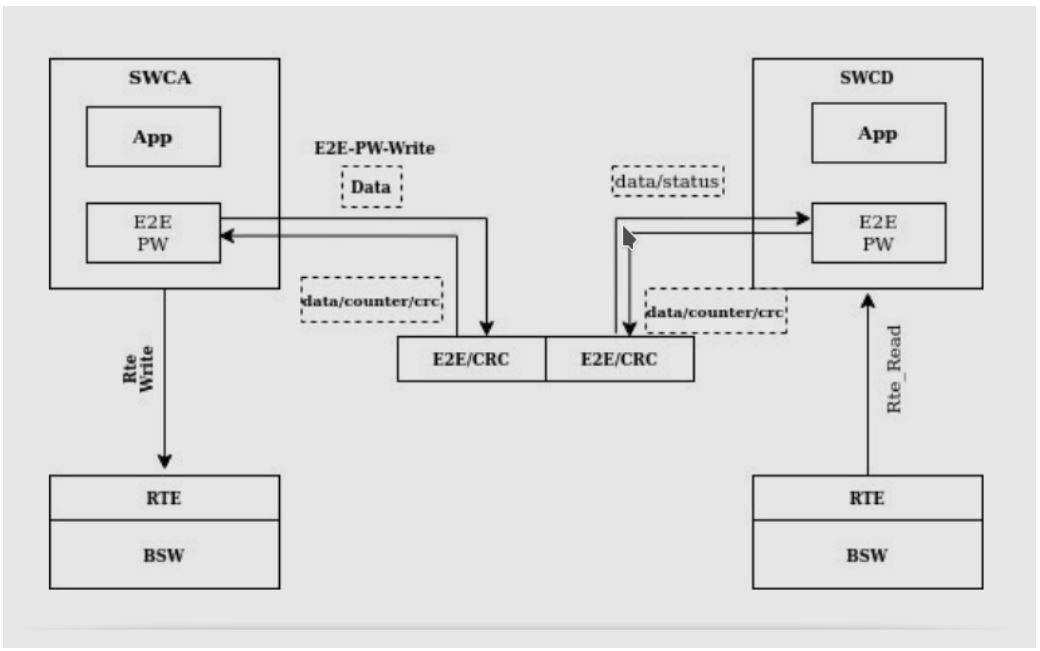 SWCA
App
E2E
PW
E2E-PW-Write
Data
data/counter/crc
Rte
Write
RTE
BSW
E2E/CRC
E2E/CRC
SWCD
App
E2E
PW
data/status
data/counter/crc
Rte_Read
RTE
BSW